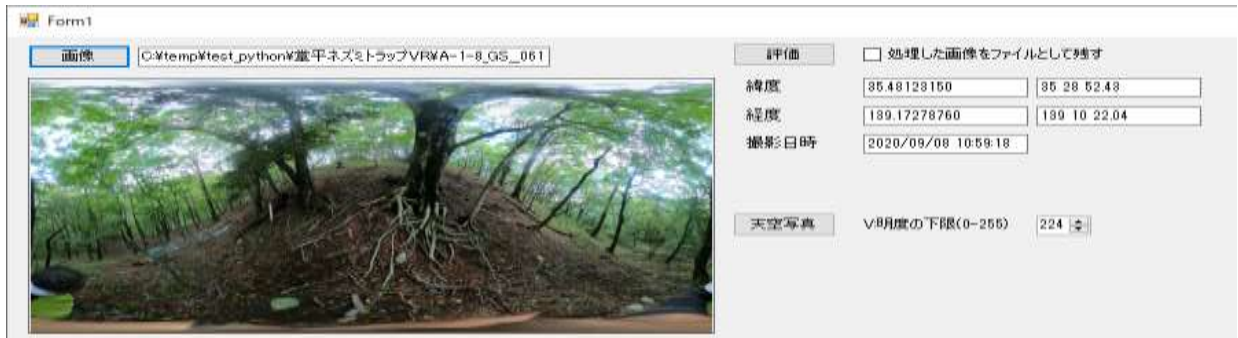 Form1
画像 C:¥temp¥test_python¥堂平ネズミトラップVR¥A-1-8_GS__061
評価 処理した画像をファイルとして残す
緯度 35.48123150 35 28 52.43
経度 139.17278760 139 10 22.04
撮影日時 2020/09/08 10:59:18
天空写真 V:明度の下限(0-255) 224